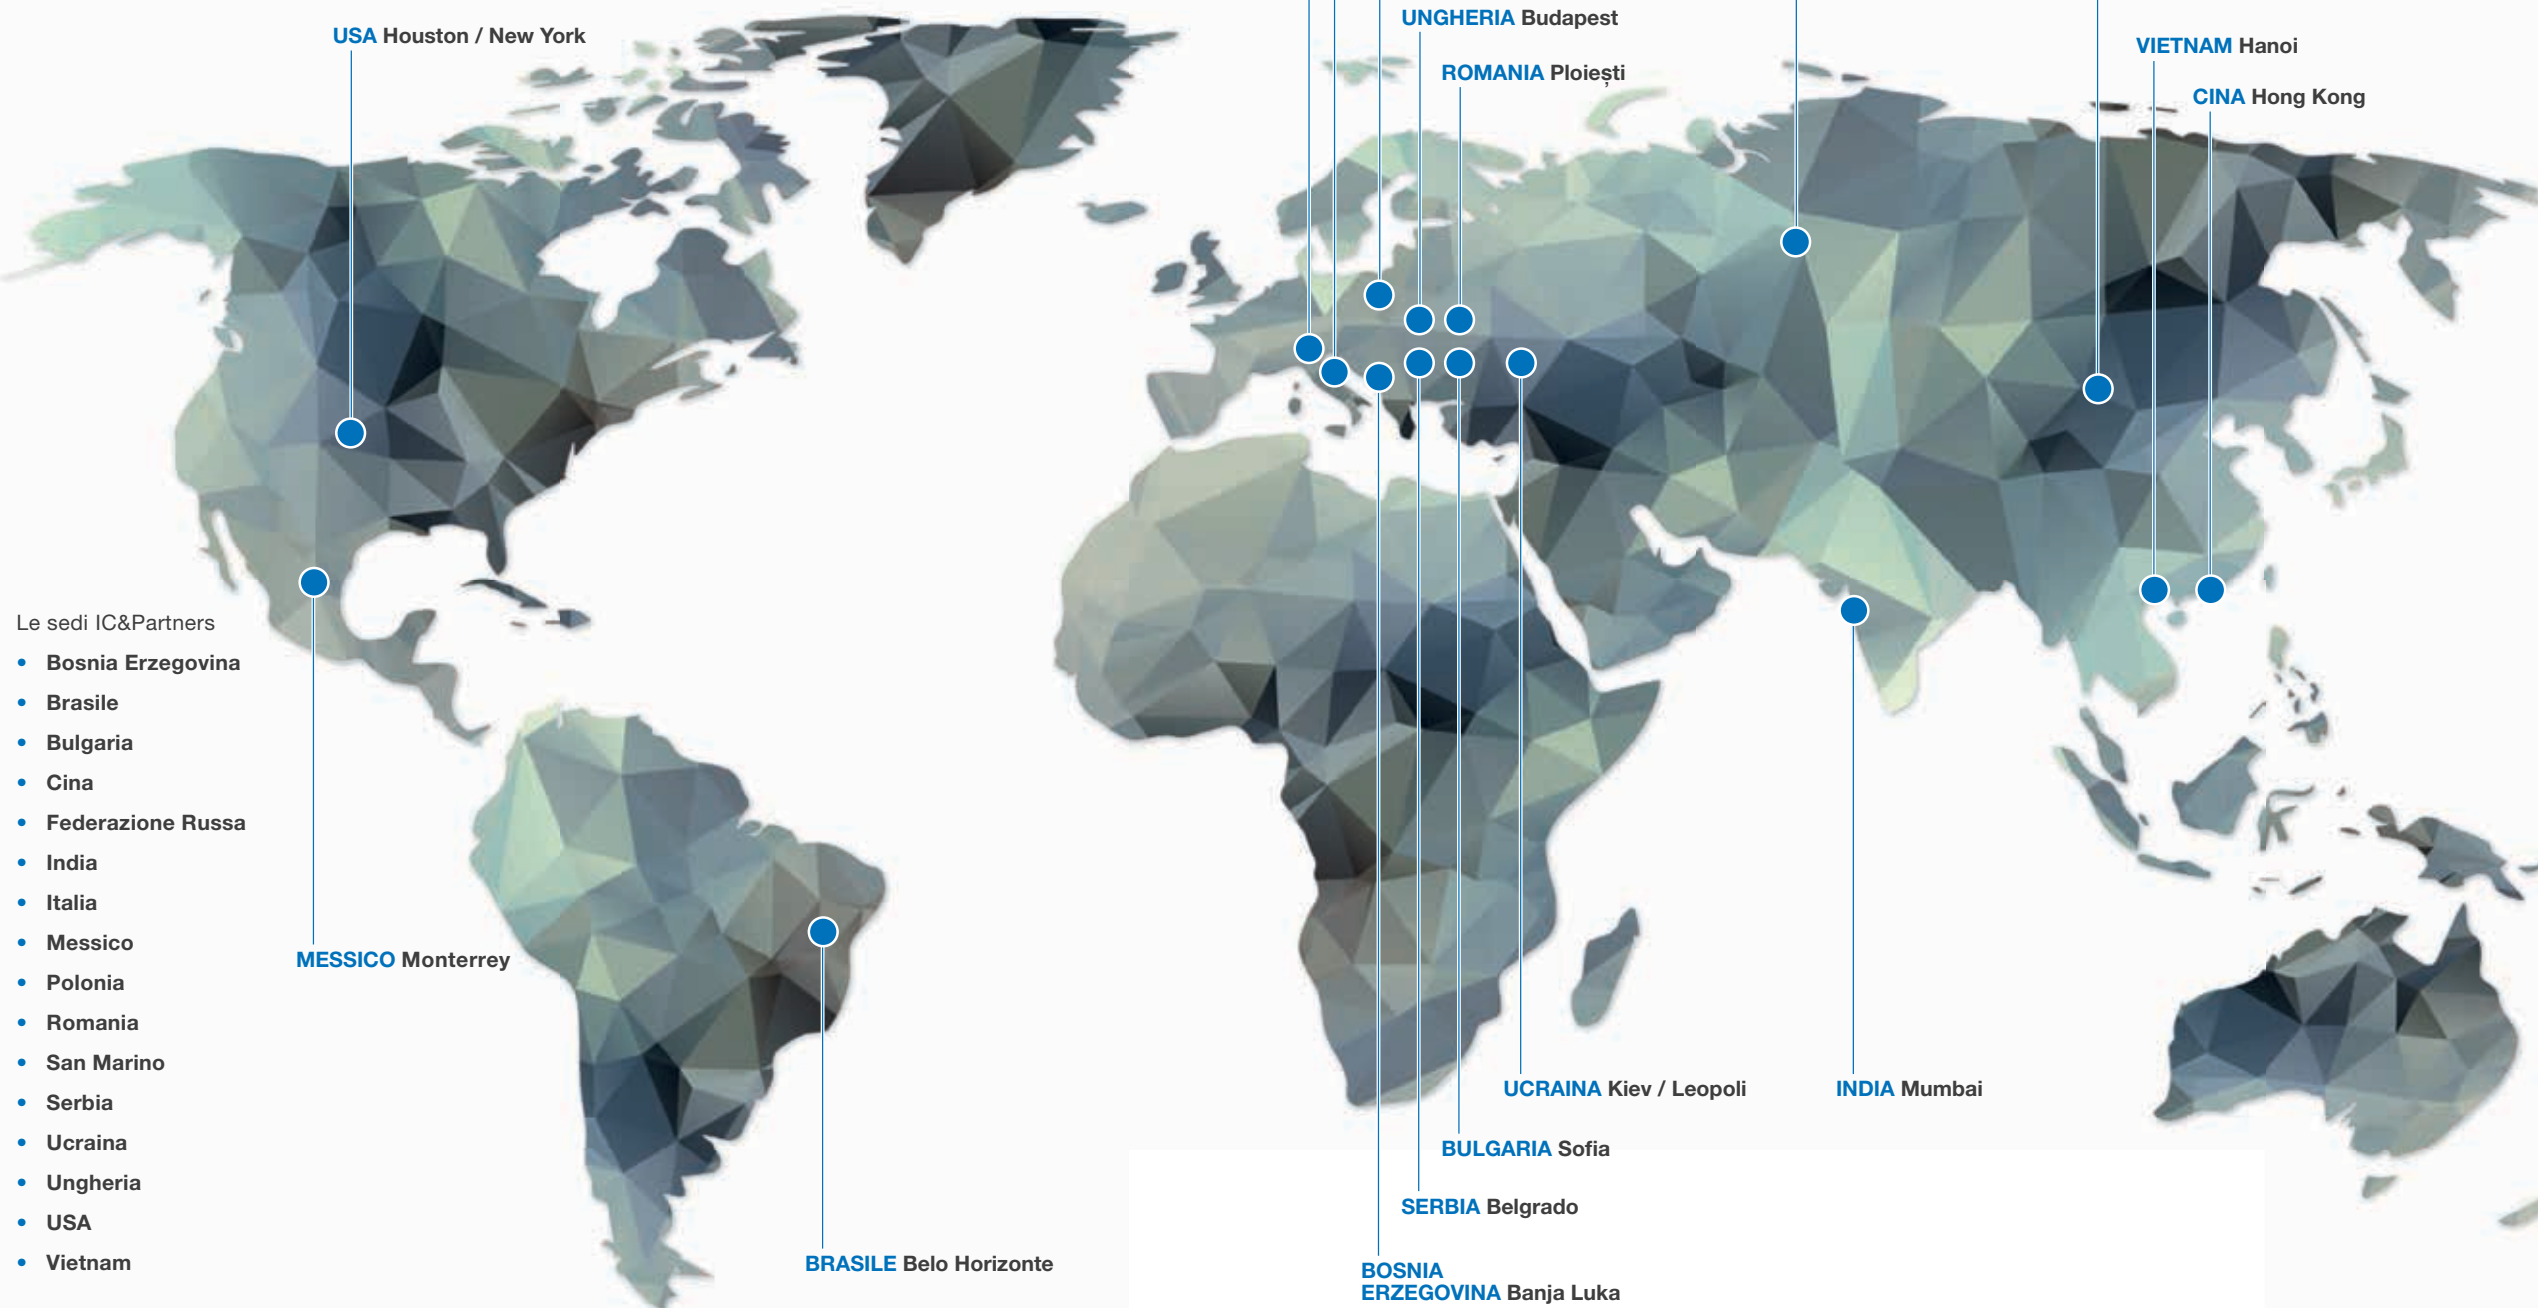 USA Houston / New York
UNGHERIA Budapest
ROMANIA Ploiești
VIETNAM Hanoi
CINA Hong Kong
Le sedi IC&Partners
• Bosnia Erzegovina
• Brasile
• Bulgaria
• Cina
• Federazione Russa
• India
• Italia
• Messico
• Polonia
• Romania
• San Marino
• Serbia
• Ucraina
• Ungheria
• USA
• Vietnam
MESSICO Monterrey
BRASILE Belo Horizonte
UCRAINA Kiev / Leopoli
INDIA Mumbai
BULGARIA Sofia
SERBIA Belgrado
BOSNIA
ERZEGOVINA Banja Luka